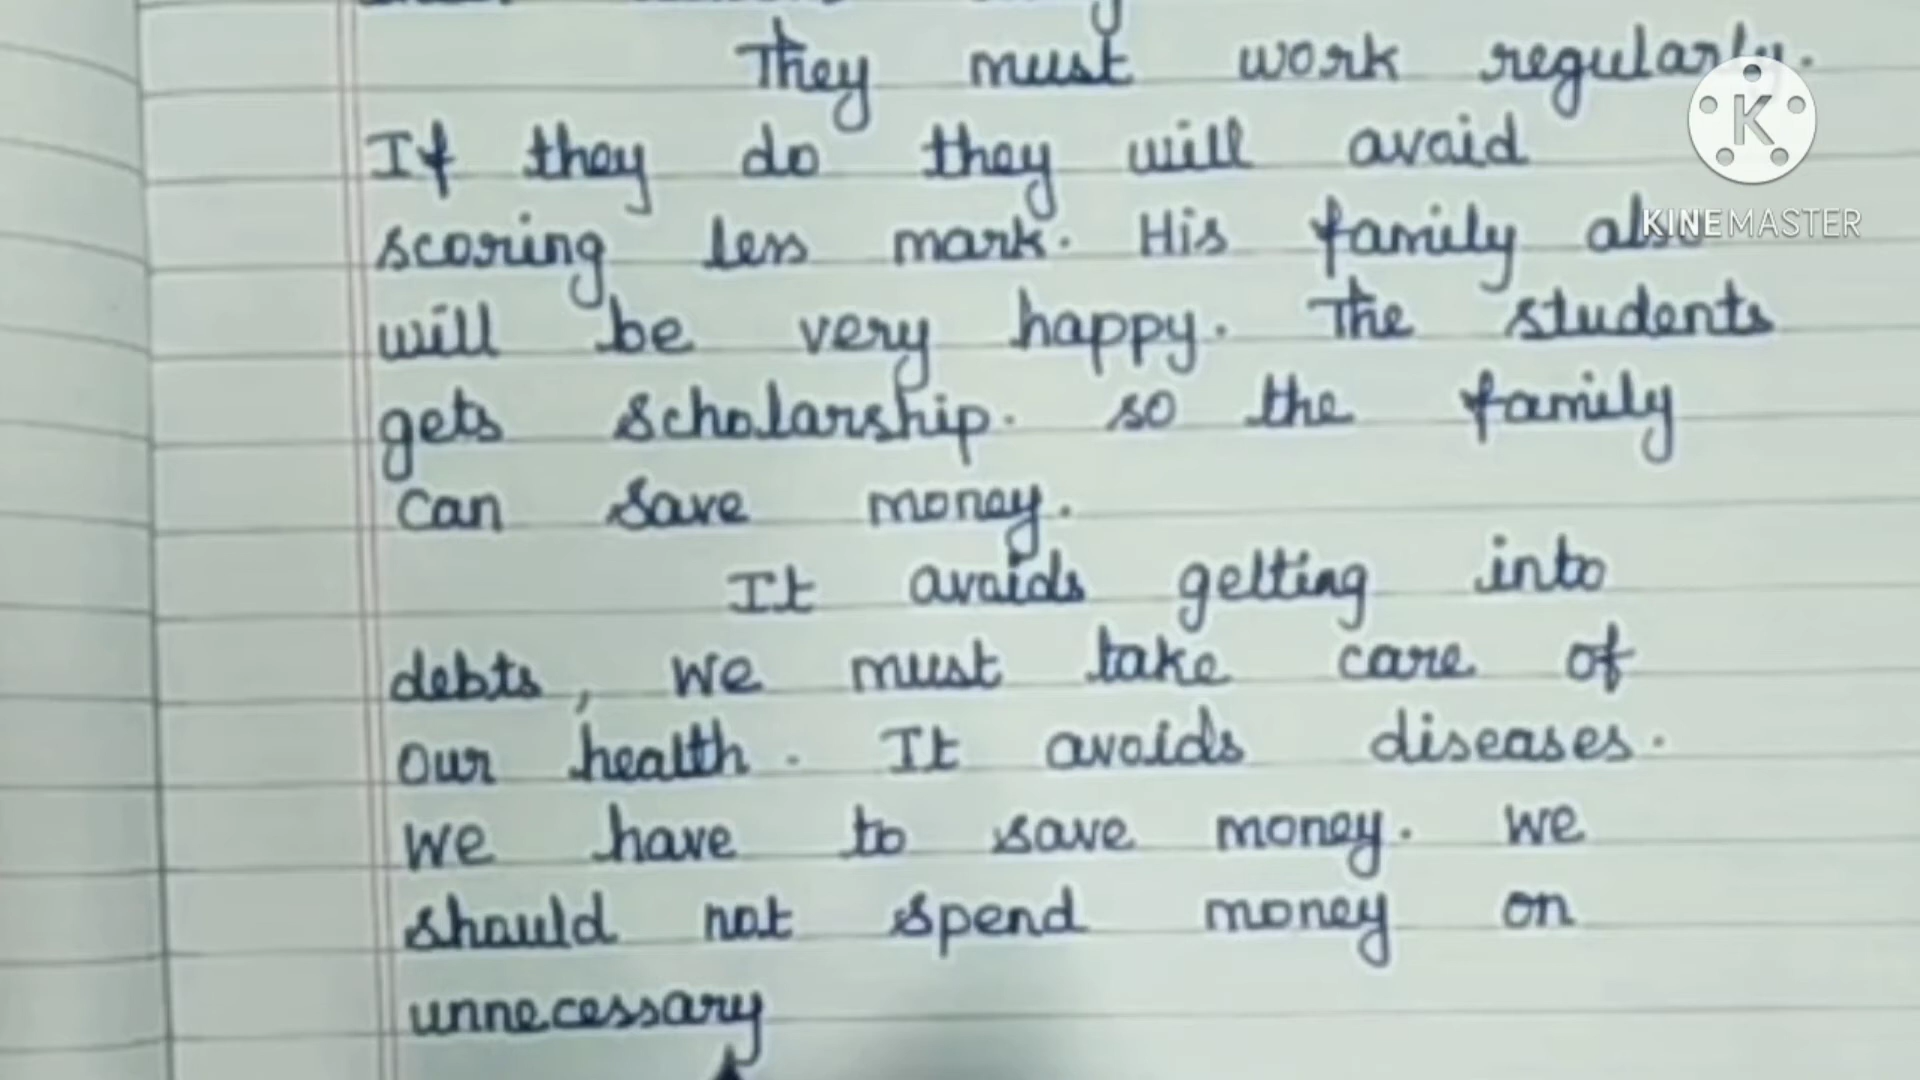 They must work regularly.
If they do they will avoid
scoring less mark. His family also
will be very happy. The students
gets scholarship. so the family
can save money.
It avoids getting into
debts, we must take care of
our health. It avoids diseases.
we have to save money. we
should not spend money on
unnecessary
K
KINEMASTER